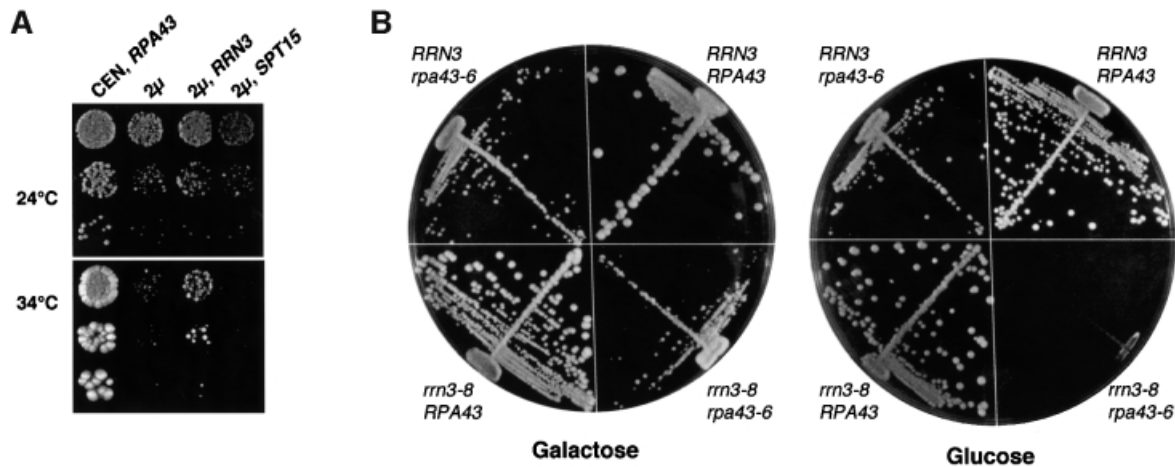 A
CEN, RPA43
2µ
2µ, RRN3
2µ, SPT15
24°C
34°C
B
RRN3
rpa43-6
RRN3
RPA43
rrn3-8
RPA43
rrn3-8
rpa43-6
Galactose
RRN3
rpa43-6
RRN3
RPA43
rrn3-8
RPA43
rrn3-8
rpa43-6
Glucose